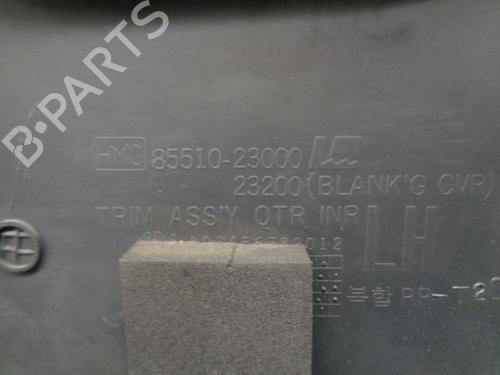 B-PARTS
HMC 85510-23000
23200 (BLANK'G CVR)
TRIM ASS'Y QTR INR
LH
복합 PP-T20